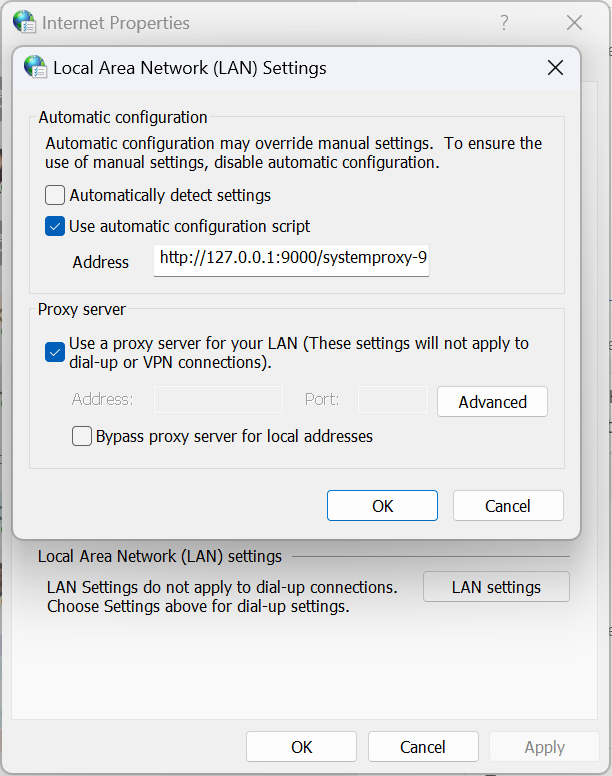 Internet Properties
Local Area Network (LAN) Settings
Automatic configuration
Automatic configuration may override manual settings. To ensure the
use of manual settings, disable automatic configuration.
Automatically detect settings
Use automatic configuration script
Address http://127.0.0.1:9000/systemproxy-9
Proxy server
Use a proxy server for your LAN (These settings will not apply to
dial-up or VPN connections).
Address: Port: Advanced
Bypass proxy server for local addresses
OK Cancel
Local Area Network (LAN) settings
LAN Settings do not apply to dial-up connections.
Choose Settings above for dial-up settings.
LAN settings
OK Cancel Apply